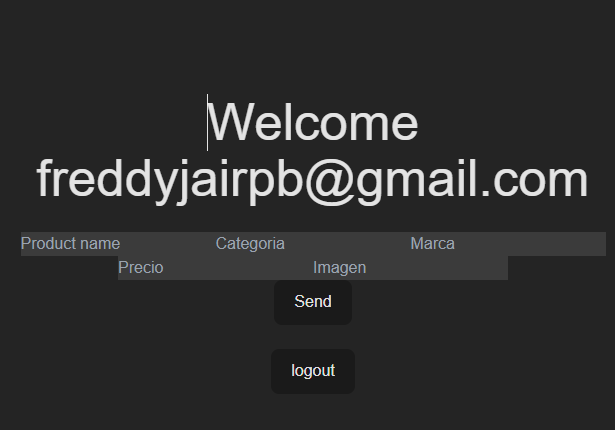 Welcome
freddyjairpb@gmail.com
Product name Categoria Marca
Precio Imagen
Send
logout